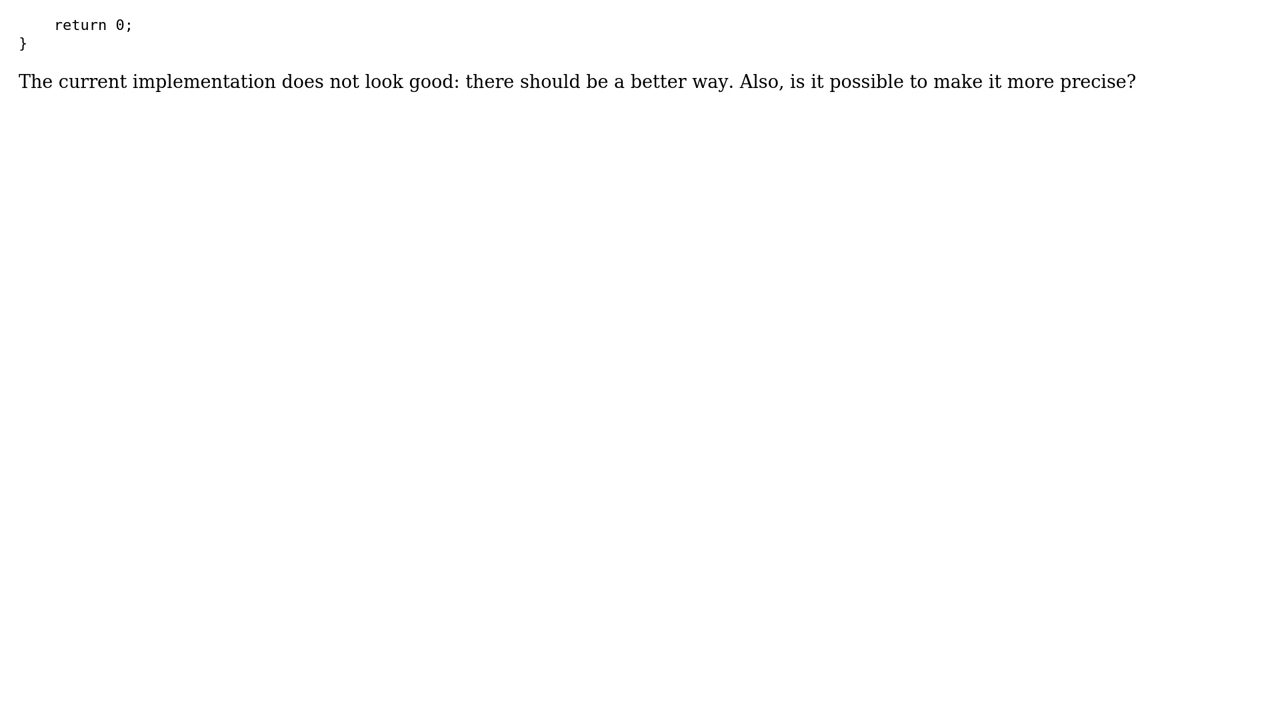 return 0;
}
The current implementation does not look good: there should be a better way. Also, is it possible to make it more precise?